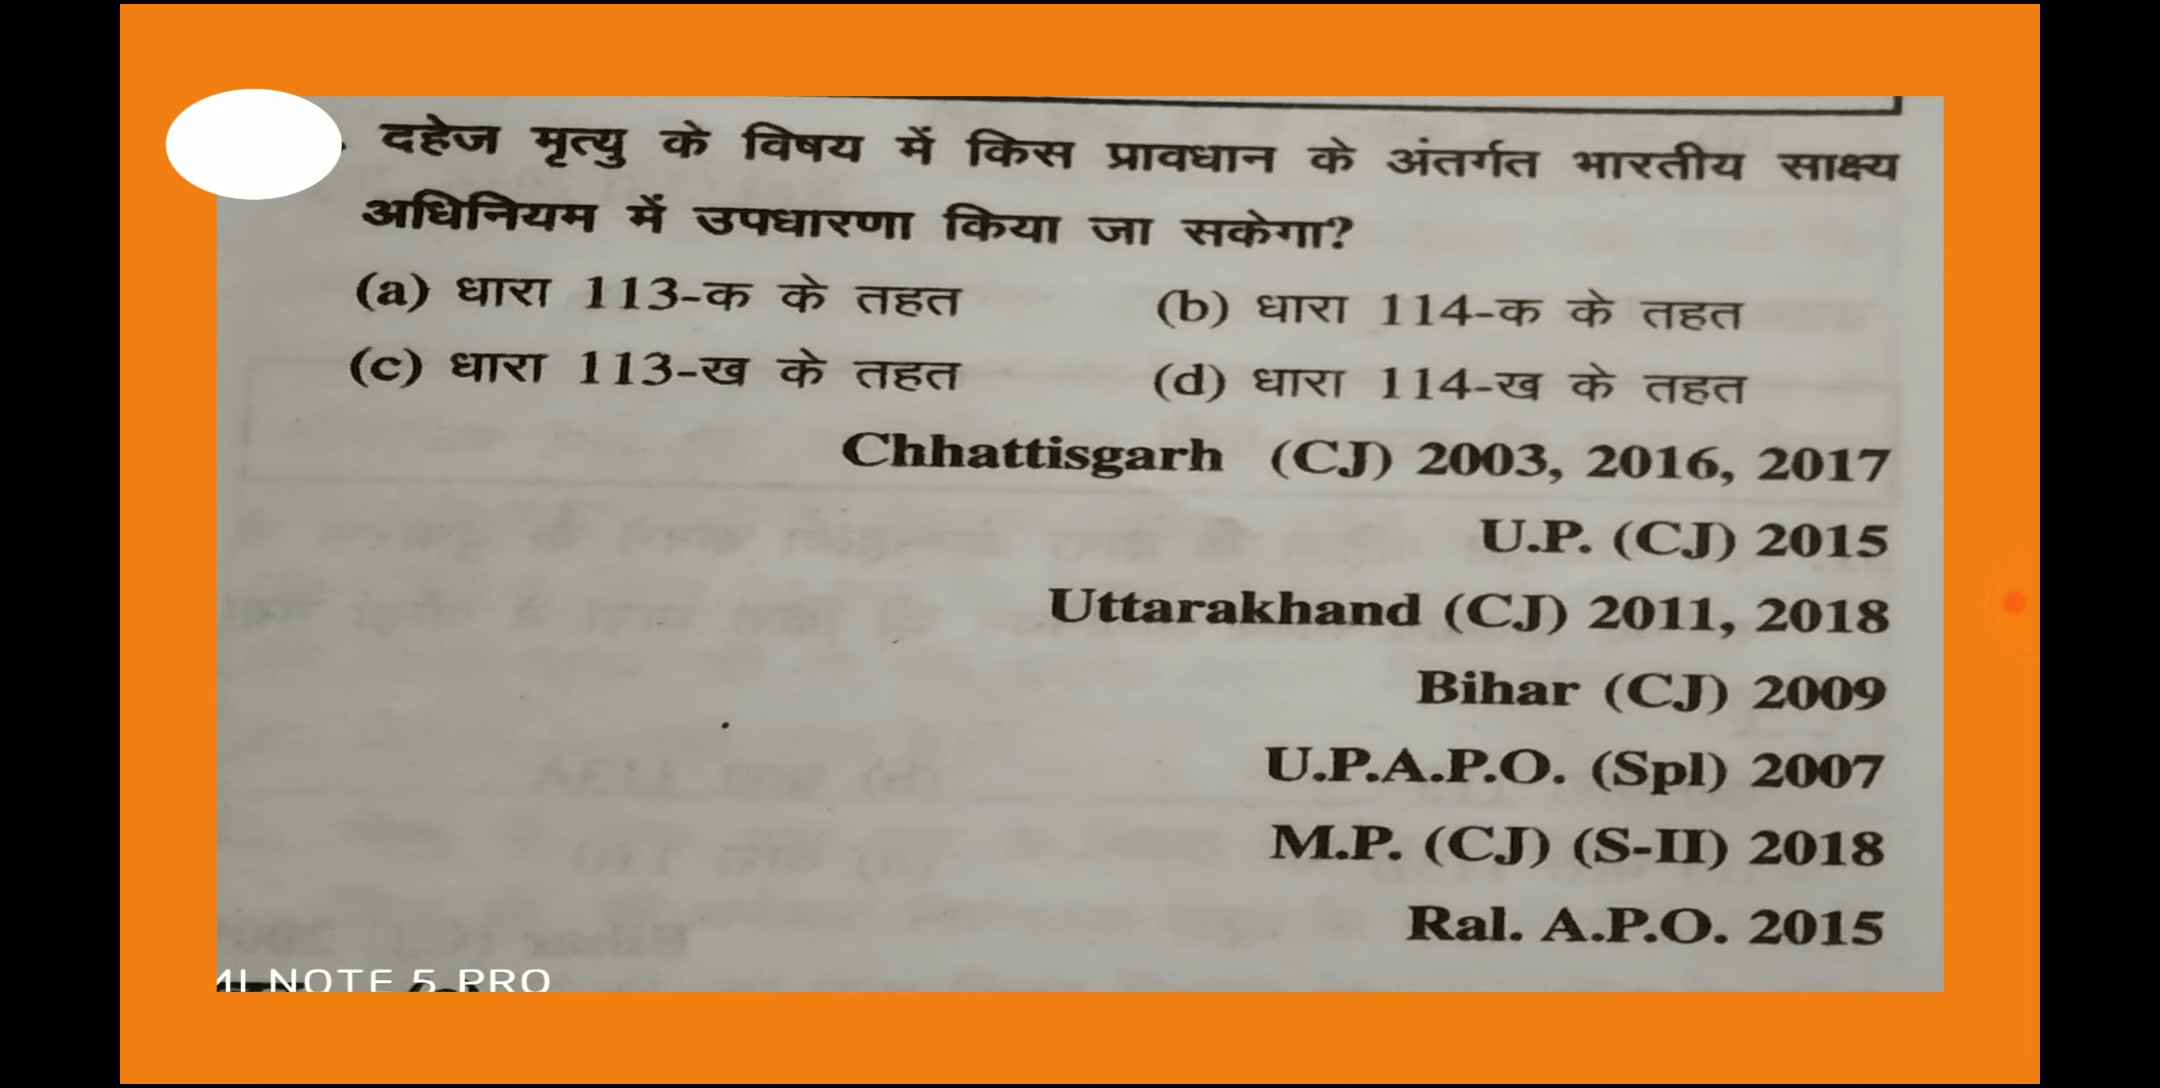 दहेज मृत्यु के विषय में किस प्रावधान के अंतर्गत भारतीय साक्ष्य
अधिनियम में उपधारणा किया जा सकेगा?
(a) धारा 113-क के तहत (b) धारा 114-क के तहत
(c) धारा 113-ख के तहत (d) धारा 114-ख के तहत
Chhattisgarh (CJ) 2003, 2016, 2017
U.P. (CJ) 2015
Uttarakhand (CJ) 2011, 2018
Bihar (CJ) 2009
U.P.A.P.O. (Spl) 2007
M.P. (CJ) (S-II) 2018
Ral. A.P.O. 2015
MI NOTE 5 PRO